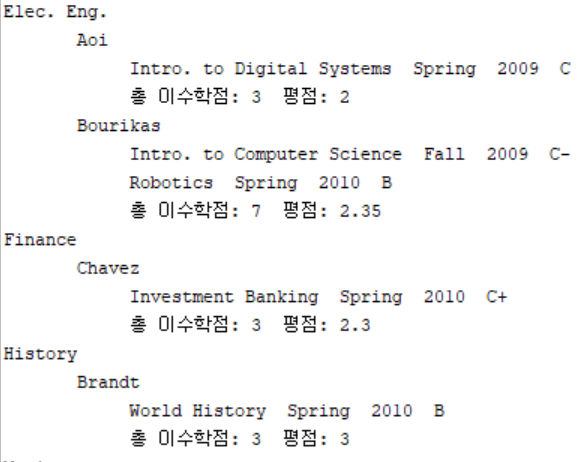 Elec. Eng.
Aoi
Intro. to Digital Systems Spring 2009 C
총 이수학점: 3 평점: 2
Bourikas
Intro. to Computer Science Fall 2009 C-
Robotics Spring 2010 B
총 이수학점: 7 평점: 2.35
Finance
Chavez
Investment Banking Spring 2010 C+
총 이수학점: 3 평점: 2.3
History
Brandt
World History Spring 2010 B
총 이수학점: 3 평점: 3